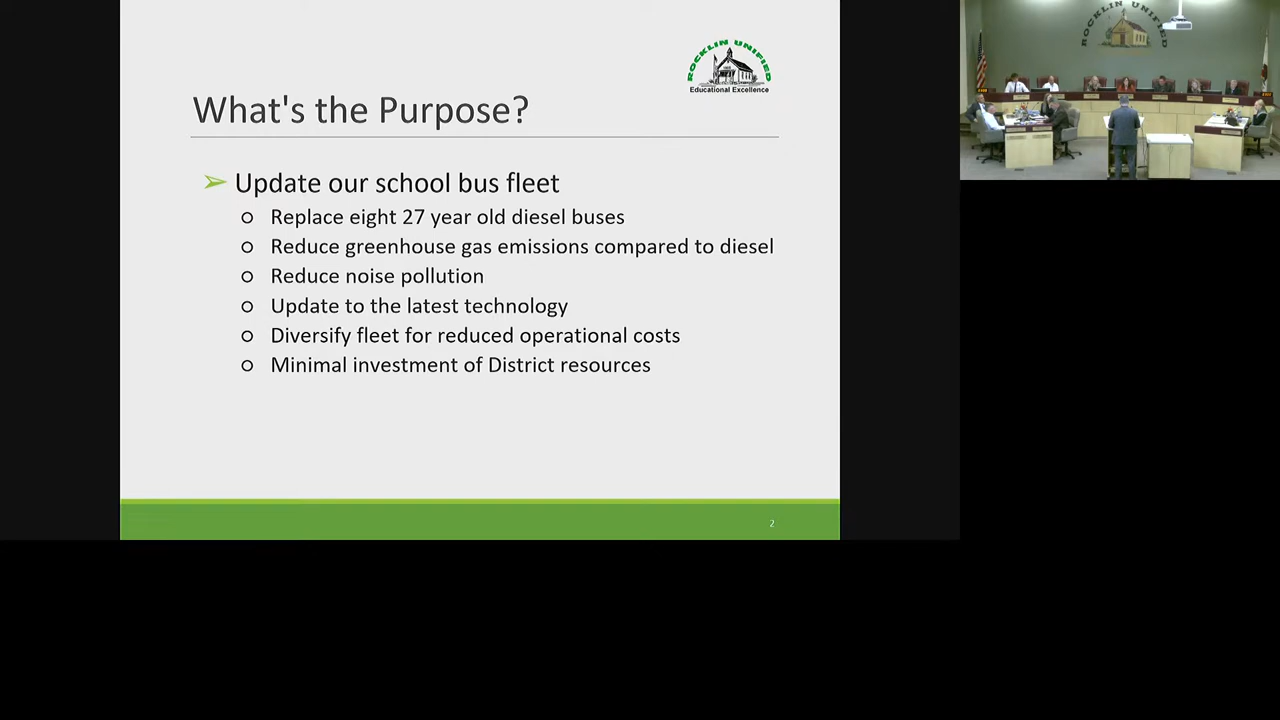 ROCKLIN UNIFIED
Educational Excellence
What's the Purpose?
➢ Update our school bus fleet
○ Replace eight 27 year old diesel buses
○ Reduce greenhouse gas emissions compared to diesel
○ Reduce noise pollution
○ Update to the latest technology
○ Diversify fleet for reduced operational costs
○ Minimal investment of District resources
2
ROCKLIN UNIFIED